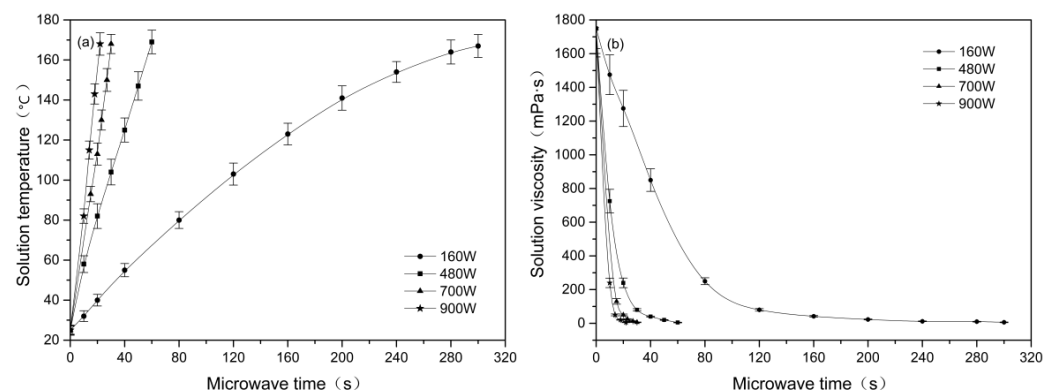 (a)
Solution temperature (℃)
180
160
140
120
100
80
60
40
20
0 40 80 120 160 200 240 280 320
Microwave time (s)
160W
480W
700W
900W
(b)
Solution viscosity (mPa·s)
1800
1600
1400
1200
1000
800
600
400
200
0
0 40 80 120 160 200 240 280 320
Microwave time (s)
160W
480W
700W
900W